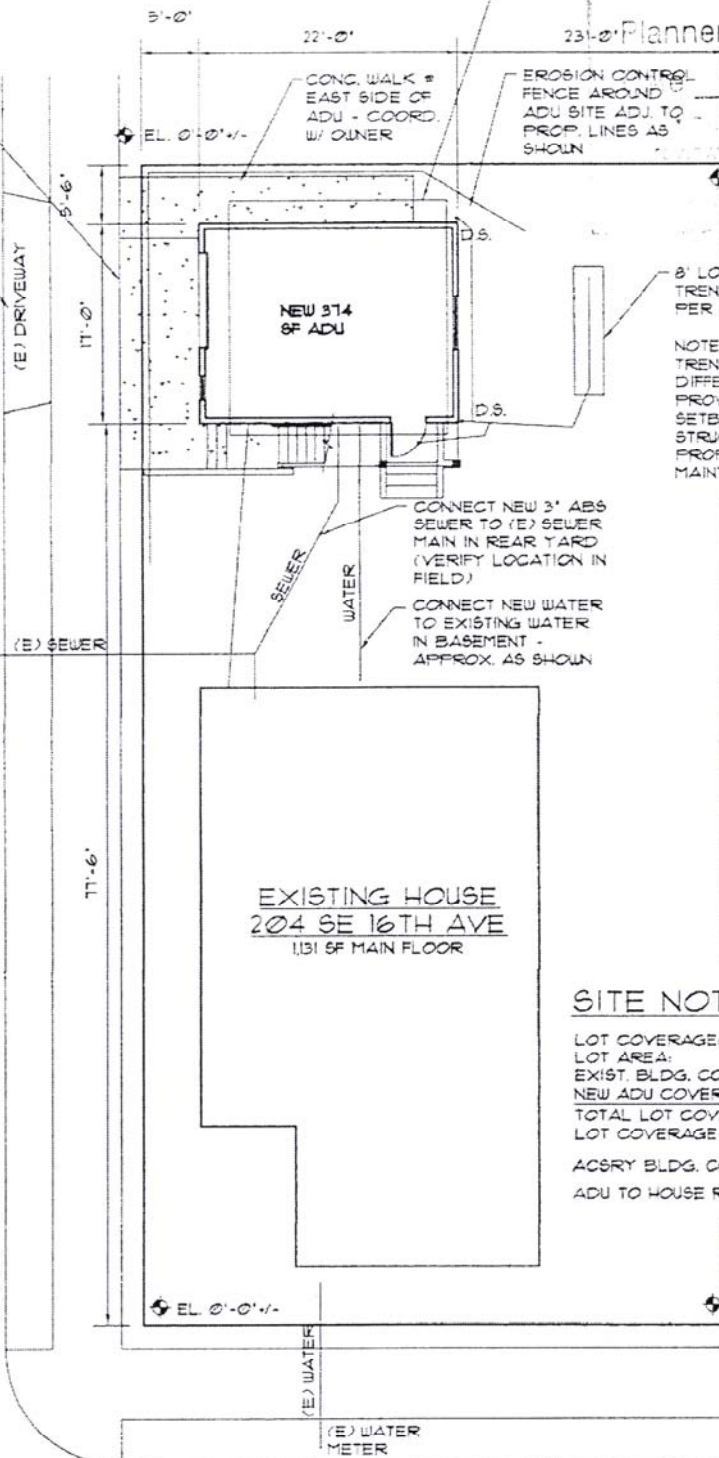 5'-0"
22'-0"
23'-0"
Planner
CONC. WALK @
EAST SIDE OF
ADU - COORD.
W/ OWNER
EROSION CONTROL
FENCE AROUND
ADU SITE ADJ. TO
PROP. LINES AS
SHOWN
EL. 0'-0"+/-
5'-6"
17'-0"
(E) DRIVEWAY
D.S.
NEW 374
SF ADU
D.S.
8' LO
TREN
PER
NOTE
TREN
DIFFE
PROV
SETB
STRU
PROP
MAIN
CONNECT NEW 3" ABS
SEWER TO (E) SEWER
MAIN IN REAR YARD
(VERIFY LOCATION IN
FIELD)
SEWER
WATER
CONNECT NEW WATER
TO EXISTING WATER
IN BASEMENT -
APPROX. AS SHOWN
(E) SEWER
77'-6"
EXISTING HOUSE
204 SE 16TH AVE
1,131 SF MAIN FLOOR
SITE NOT
LOT COVERAGE
LOT AREA:
EXIST. BLDG. CO
NEW ADU COVER
TOTAL LOT COV
LOT COVERAGE
ACSRY BLDG. C
ADU TO HOUSE R
EL. 0'-0"+/-
(E) WATER
(E) WATER
METER